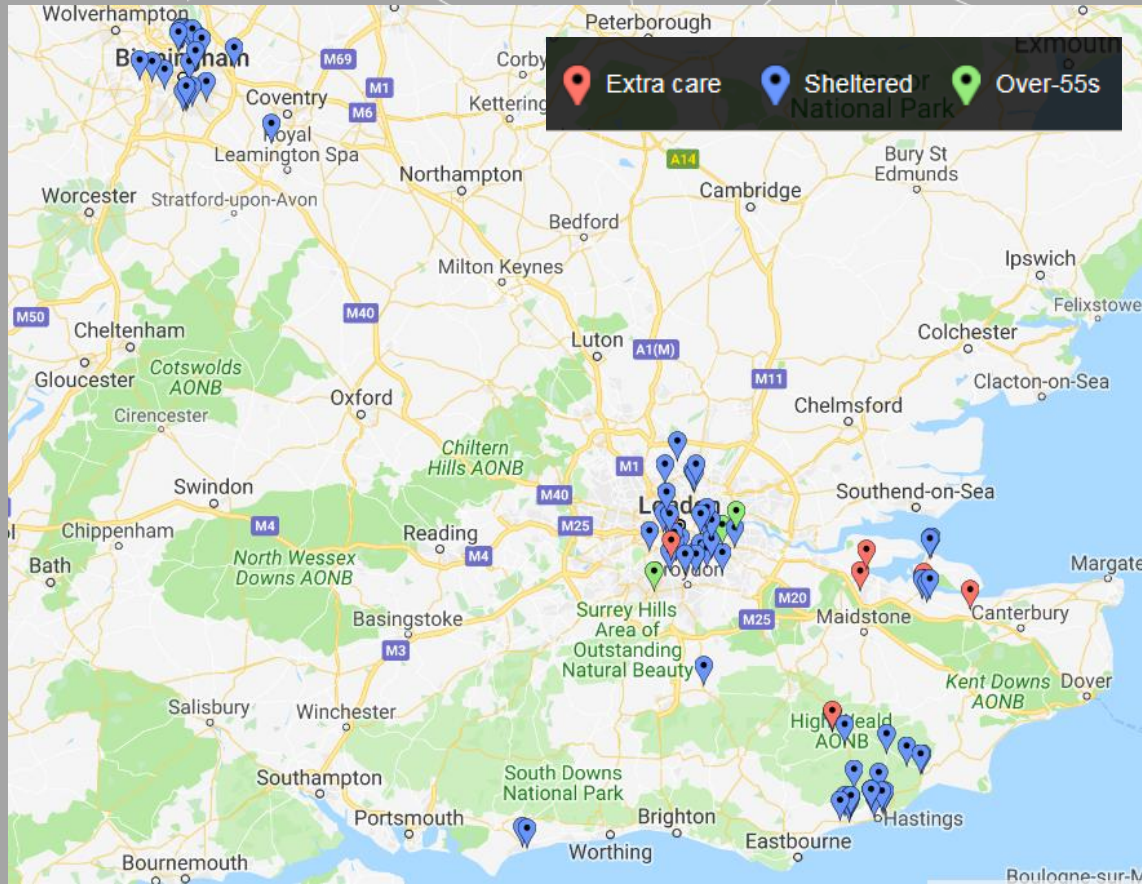 Wolverhampton
Peterborough
Extra care
Sheltered
Over-55s
Exmouth
National Park
Birmingham
M69
Corby
M1
Coventry
M6
Kettering
Royal
Leamington Spa
A14
Bury St
Edmunds
Northampton
Cambridge
Worcester
Stratford-upon-Avon
Bedford
Ipswich
Milton Keynes
M50
M40
Felixstowe
Cheltenham
Luton
A1(M)
Colchester
Gloucester
Cotswolds
AONB
M11
Clacton-on-Sea
Cirencester
Oxford
Chelmsford
Chiltern
Hills AONB
M1
Swindon
M40
Southend-on-Sea
London
Chippenham
M4
Reading
M25
M4
Bath
North Wessex
Downs AONB
Croydon
Margate
M20
Basingstoke
Surrey Hills
Area of
Outstanding
Natural Beauty
M25
Maidstone
Canterbury
M3
Kent Downs
AONB
Dover
Salisbury
Winchester
High Weald
AONB
Southampton
South Downs
National Park
Portsmouth
Brighton
Hastings
Worthing
Eastbourne
Bournemouth
Boulogne-sur-M